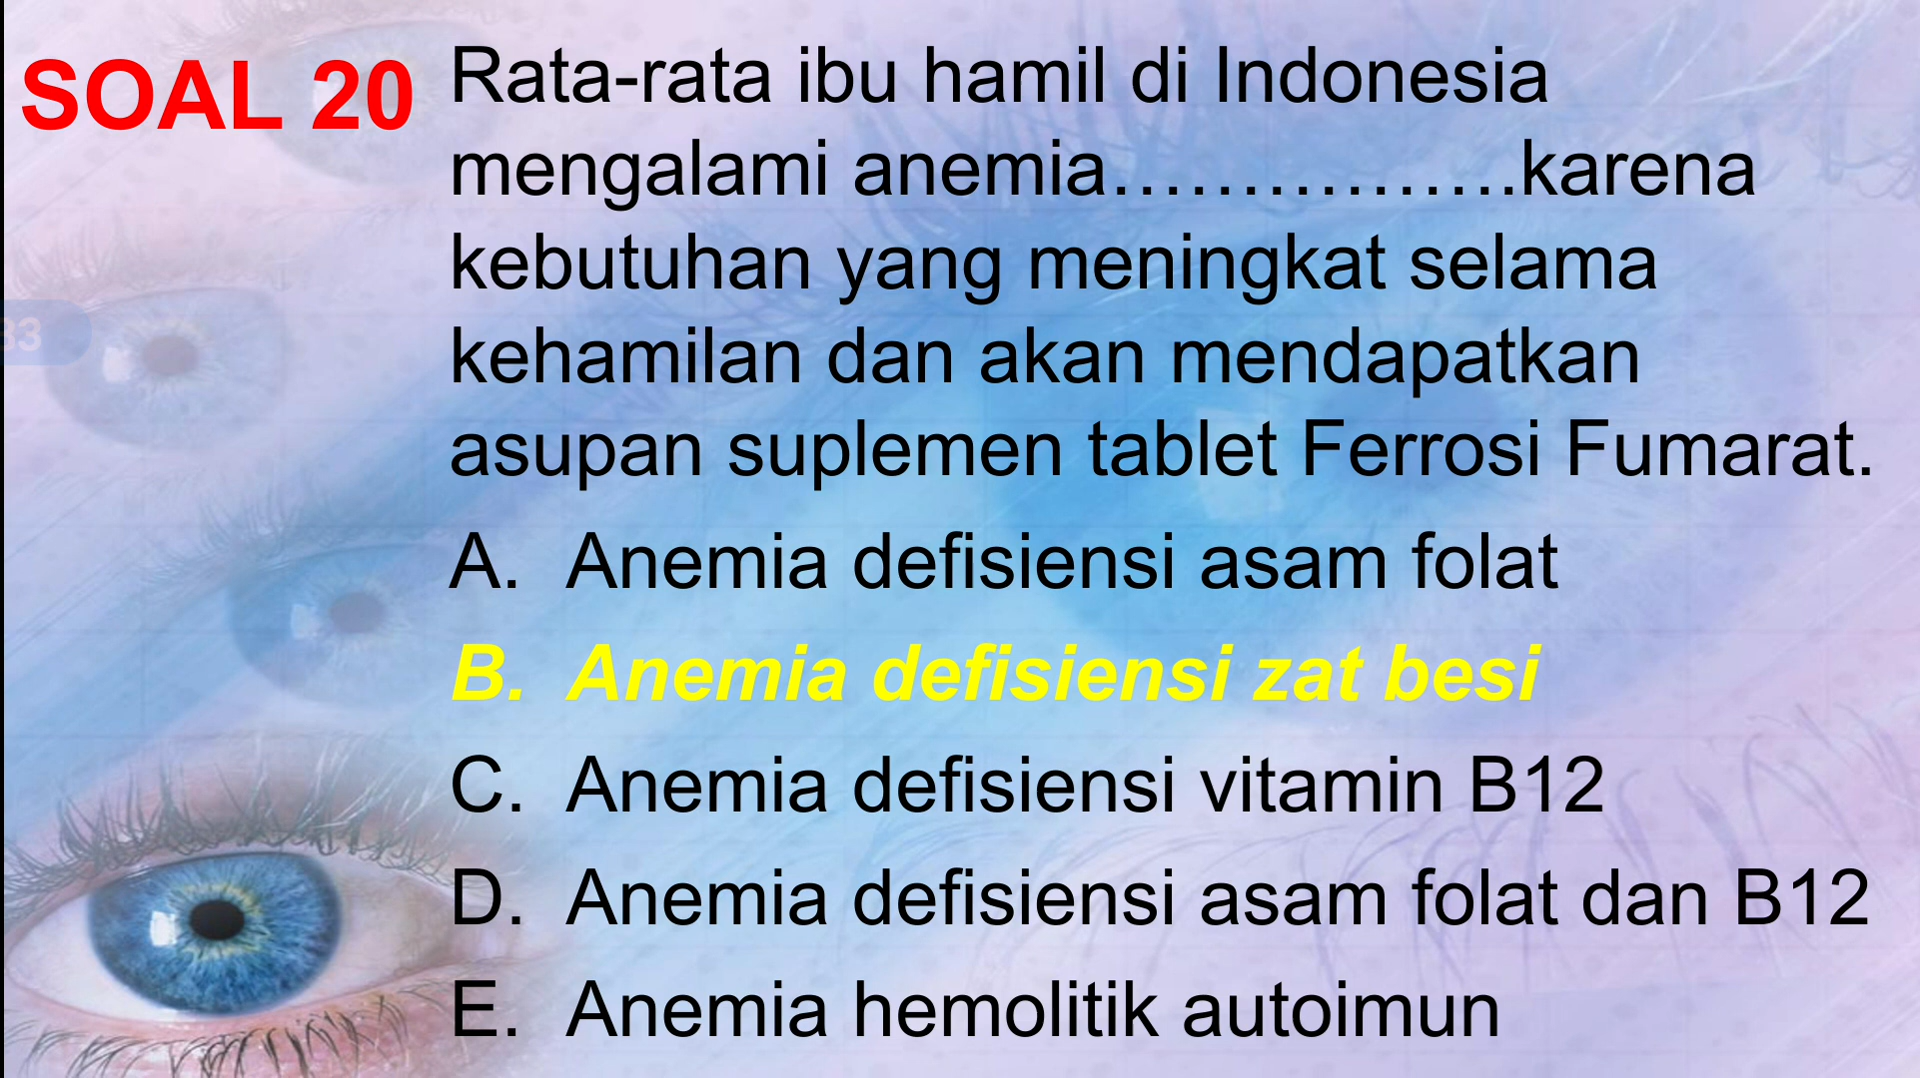 SOAL 20
Rata-rata ibu hamil di Indonesia
mengalami anemia…………….karena
kebutuhan yang meningkat selama
kehamilan dan akan mendapatkan
asupan suplemen tablet Ferrosi Fumarat.
A. Anemia defisiensi asam folat
B. Anemia defisiensi zat besi
C. Anemia defisiensi vitamin B12
D. Anemia defisiensi asam folat dan B12
E. Anemia hemolitik autoimun
33